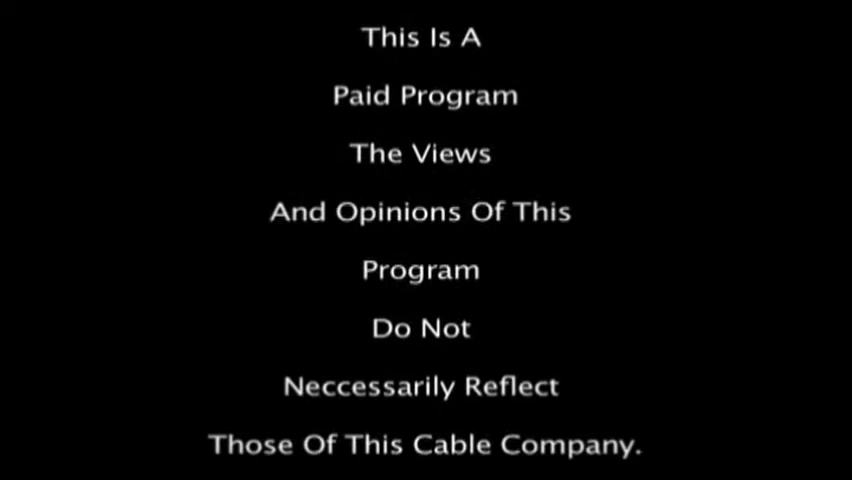 This Is A
Paid Program
The Views
And Opinions Of This
Program
Do Not
Neccessarily Reflect
Those Of This Cable Company.